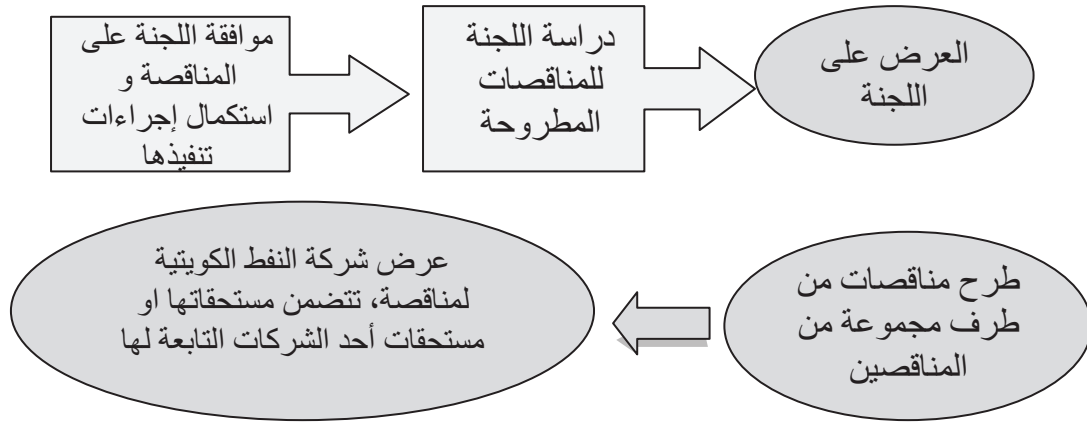 العرض على
اللجنة
دراسة اللجنة
للمناقصات
المطروحة
موافقة اللجنة على
المناقصة و
استكمال إجراءات
تنفيذها
طرح مناقصات من
طرف مجموعة من
المناقصين
عرض شركة النفط الكويتية
لمناقصة، تتضمن مستحقاتها او
مستحقات أحد الشركات التابعة لها